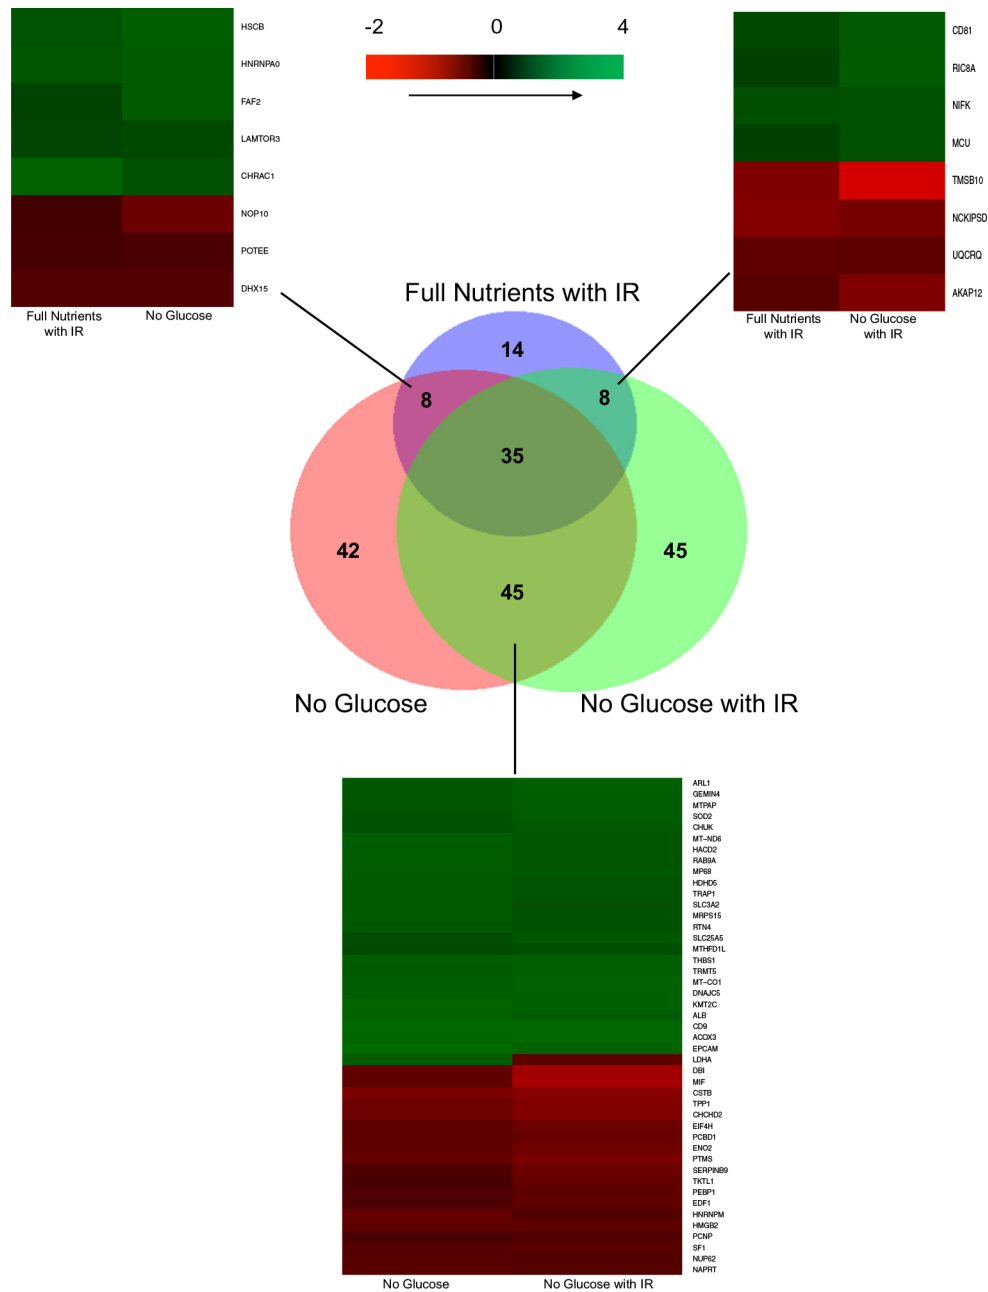 HSCB
HNRNPA0
FAF2
LAMTOR3
CHRAC1
NOP10
POTEE
DHX15
Full Nutrients
with IR
No Glucose
-2 0 4
CD81
RIC8A
NIFK
MCU
TMSB10
NCKIPSD
UQCRQ
AKAP12
Full Nutrients
with IR
No Glucose
with IR
Full Nutrients with IR
14
8
8
35
42
45
45
No Glucose
No Glucose with IR
ARL1
GEMIN4
MTPAP
SOD2
CHUK
MT−ND6
HACD2
RAB9A
MP68
HDHD5
TRAP1
SLC3A2
MRPS15
RTN4
SLC25A5
MTHFD1L
THBS1
TRMT5
MT−CO1
DNAJC5
KMT2C
ALB
CD9
ACOX3
EPCAM
LDHA
DBI
MIF
CSTB
TPP1
CHCHD2
EIF4H
PCBD1
ENO2
PTMS
SERPINB9
TKTL1
PEBP1
EDF1
HNRNPM
HMGB2
PCNP
SF1
NUP62
NAPRT
No Glucose
No Glucose with IR